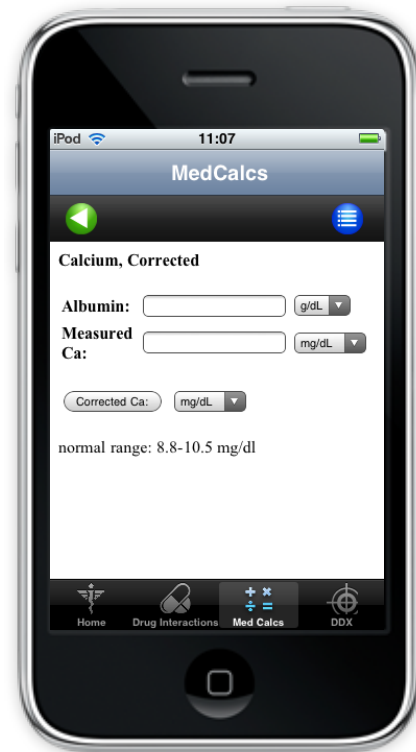 iPod 11:07
MedCalcs
Calcium, Corrected
Albumin: g/dL
Measured
Ca: mg/dL
Corrected Ca: mg/dL
normal range: 8.8-10.5 mg/dl
Home Drug Interactions Med Calcs DDX